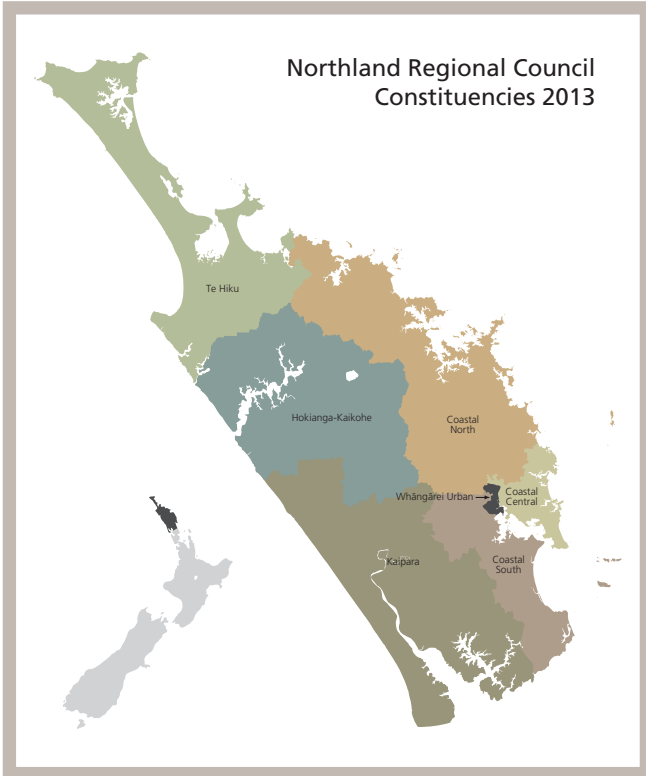 Northland Regional Council
Constituencies 2013
Te Hiku
Hokianga-Kaikohe
Coastal
North
Whāngārei Urban
Coastal
Central
Kaipara
Coastal
South